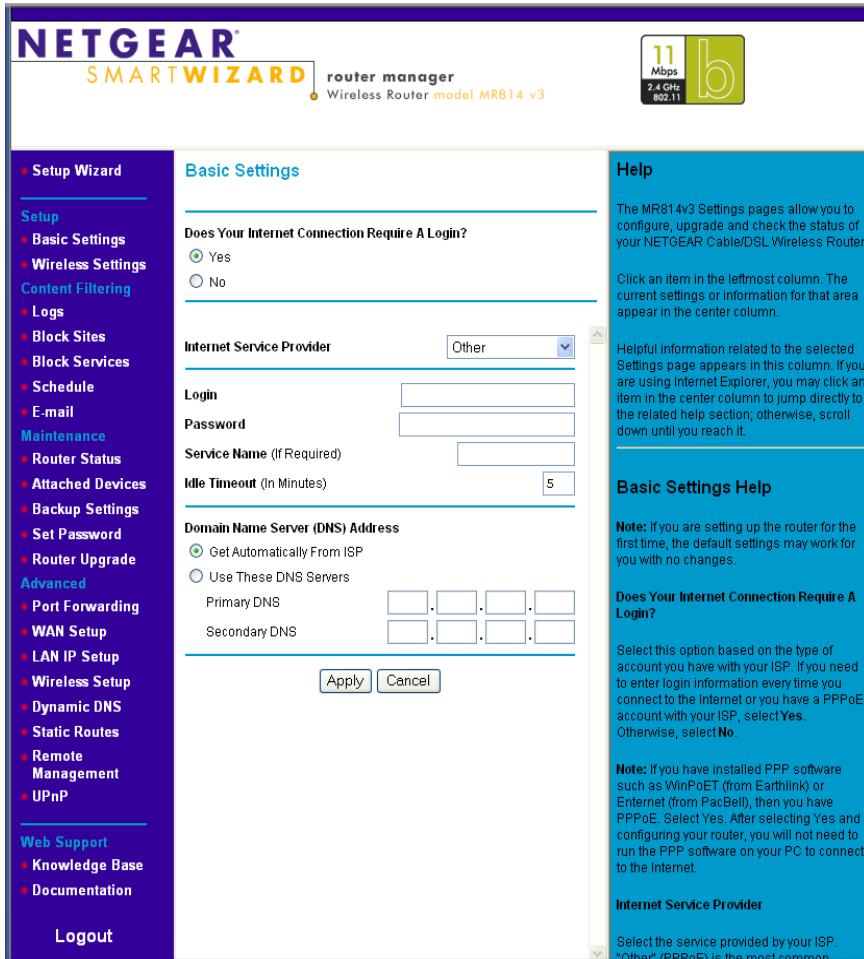 NETGEAR
SMARTWIZARD
router manager
Wireless Router model MR814 v3
11
Mbps
2.4 GHz
802.11
b
Setup Wizard
Setup
Basic Settings
Wireless Settings
Content Filtering
Logs
Block Sites
Block Services
Schedule
E-mail
Maintenance
Router Status
Attached Devices
Backup Settings
Set Password
Router Upgrade
Advanced
Port Forwarding
WAN Setup
LAN IP Setup
Wireless Setup
Dynamic DNS
Static Routes
Remote
Management
UPnP
Web Support
Knowledge Base
Documentation
Logout
Basic Settings
Does Your Internet Connection Require A Login?
Yes
No
Internet Service Provider
Other
Login
Password
Service Name (If Required)
Idle Timeout (In Minutes)
5
Domain Name Server (DNS) Address
Get Automatically From ISP
Use These DNS Servers
Primary DNS
. . .
Secondary DNS
. . .
Apply Cancel
Help
The MR814v3 Settings pages allow you to
configure, upgrade and check the status of
your NETGEAR Cable/DSL Wireless Router
Click an item in the leftmost column. The
current settings or information for that area
appear in the center column.
Helpful information related to the selected
Settings page appears in this column. If you
are using Internet Explorer, you may click an
item in the center column to jump directly to
the related help section; otherwise, scroll
down until you reach it.
Basic Settings Help
Note: If you are setting up the router for the
first time, the default settings may work for
you with no changes.
Does Your Internet Connection Require A
Login?
Select this option based on the type of
account you have with your ISP. If you need
to enter login information every time you
connect to the Internet or you have a PPPoE
account with your ISP, select Yes.
Otherwise, select No.
Note: If you have installed PPP software
such as WinPoET (from Earthlink) or
Enternet (from PacBell), then you have
PPPoE. Select Yes. After selecting Yes and
configuring your router, you will not need to
run the PPP software on your PC to connect
to the Internet.
Internet Service Provider
Select the service provided by your ISP.
"Other" (PPPoE) is the most common